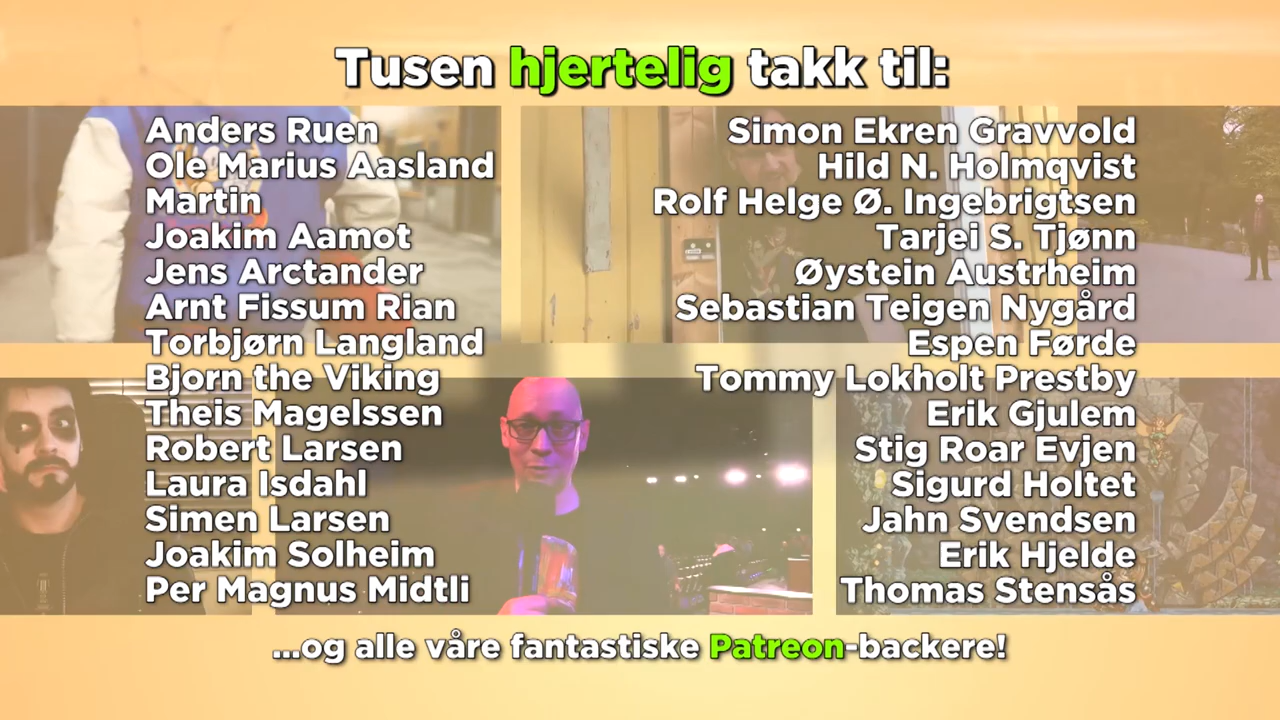 Tusen hjertelig takk til:
Anders Ruen
Ole Marius Aasland
Martin
Joakim Aamot
Jens Arctander
Arnt Fissum Rian
Torbjørn Langland
Bjorn the Viking
Theis Magelssen
Robert Larsen
Laura Isdahl
Simen Larsen
Joakim Solheim
Per Magnus Midtli
Simon Ekren Gravvold
Hild N. Holmqvist
Rolf Helge Ø. Ingebrigtsen
Tarjei S. Tjønn
Øystein Austrheim
Sebastian Teigen Nygård
Espen Førde
Tommy Lokholt Prestby
Erik Gjulem
Stig Roar Evjen
Sigurd Holtet
Jahn Svendsen
Erik Hjelde
Thomas Stensås
...og alle våre fantastiske Patreon-backere!